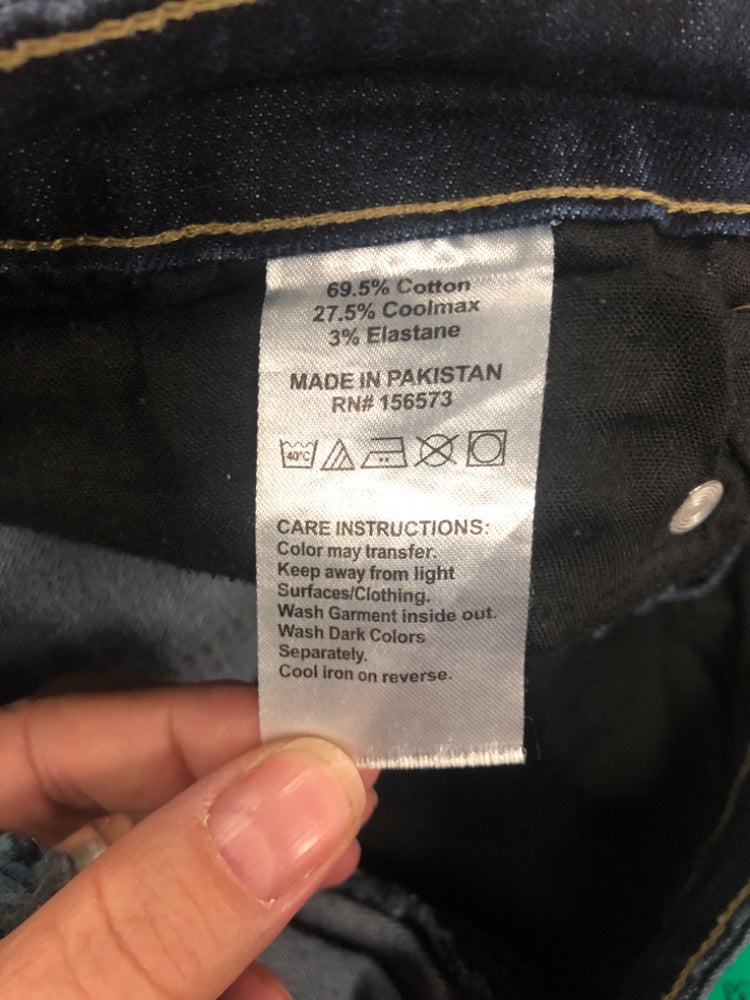 69.5% Cotton
27.5% Coolmax
3% Elastane
MADE IN PAKISTAN
RN# 156573
40°C
CARE INSTRUCTIONS:
Color may transfer.
Keep away from light
Surfaces/Clothing.
Wash Garment inside out.
Wash Dark Colors
Separately.
Cool iron on reverse.